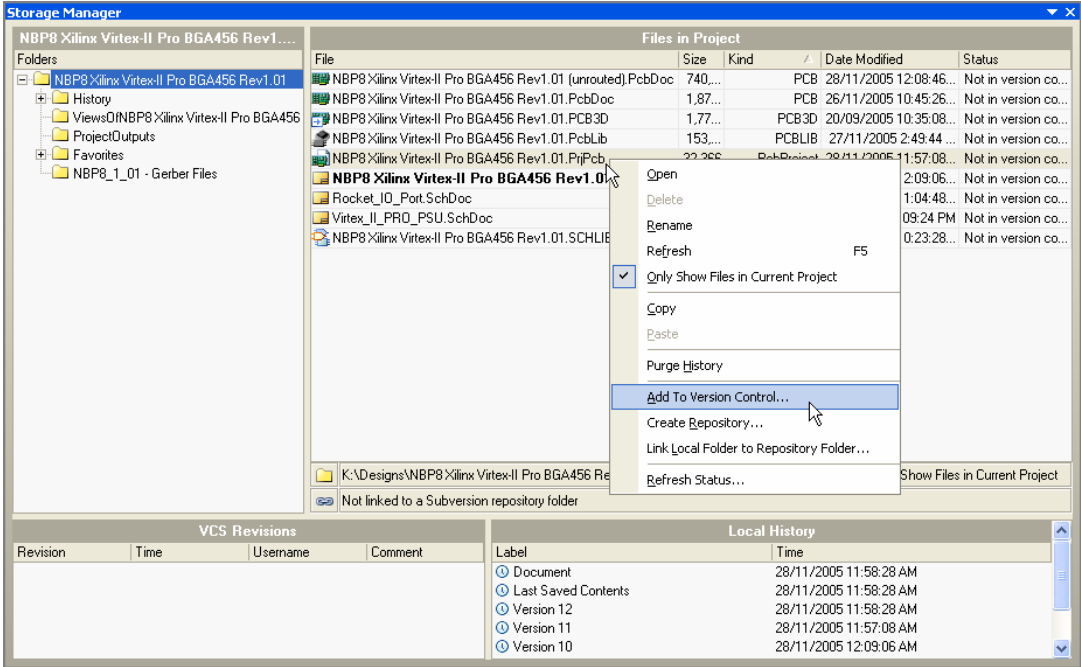 Storage Manager
NBP8 Xilinx Virtex-II Pro BGA456 Rev1....
Folders
NBP8 Xilinx Virtex-II Pro BGA456 Rev1.01
History
ViewsOfNBP8 Xilinx Virtex-II Pro BGA456
ProjectOutputs
Favorites
NBP8_1_01 - Gerber Files
Files in Project
File Size Kind Date Modified Status
NBP8 Xilinx Virtex-II Pro BGA456 Rev1.01 (unrouted).PcbDoc 740,... PCB 28/11/2005 12:08:46... Not in version co...
NBP8 Xilinx Virtex-II Pro BGA456 Rev1.01.PcbDoc 1,87... PCB 26/11/2005 10:45:26... Not in version co...
NBP8 Xilinx Virtex-II Pro BGA456 Rev1.01.PCB3D 1,77... PCB3D 20/09/2005 10:35:08... Not in version co...
NBP8 Xilinx Virtex-II Pro BGA456 Rev1.01.PcbLib 153,... PCBLIB 27/11/2005 2:49:44 ... Not in version co...
NBP8 Xilinx Virtex-II Pro BGA456 Rev1.01.PrjPcb 32,366 PcbProject 28/11/2005 11:57:08... Not in version co...
NBP8 Xilinx Virtex-II Pro BGA456 Rev1.0 2:09:06... Not in version co...
Rocket_IO_Port.SchDoc 1:04:48... Not in version co...
Virtex_II_PRO_PSU.SchDoc 09:24 PM Not in version co...
NBP8 Xilinx Virtex-II Pro BGA456 Rev1.01.SCHLIB 0:23:28... Not in version co...
Open
Delete
Rename
Refresh F5
Only Show Files in Current Project
Copy
Paste
Purge History
Add To Version Control...
Create Repository...
Link Local Folder to Repository Folder...
Refresh Status...
K:\Designs\NBP8 Xilinx Virtex-II Pro BGA456 Re Show Files in Current Project
Not linked to a Subversion repository folder
VCS Revisions
Revision Time Username Comment
Local History
Label Time
Document 28/11/2005 11:58:28 AM
Last Saved Contents 28/11/2005 11:58:28 AM
Version 12 28/11/2005 11:58:28 AM
Version 11 28/11/2005 11:57:08 AM
Version 10 28/11/2005 12:09:06 AM